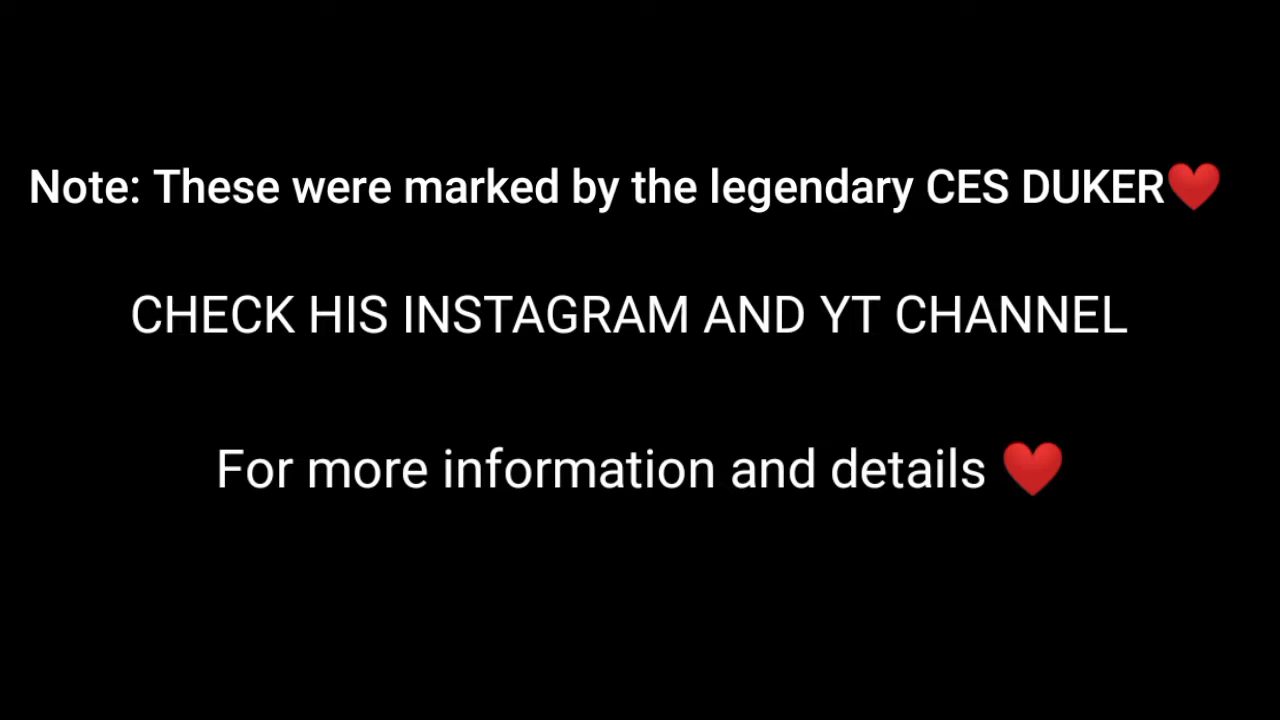 Note: These were marked by the legendary CES DUKER❤️
CHECK HIS INSTAGRAM AND YT CHANNEL
For more information and details ❤️